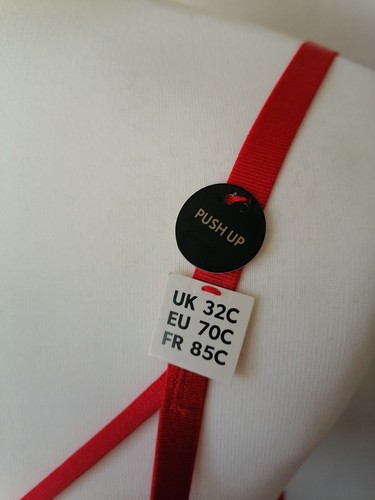 PUSH UP
UK 32C
EU 70C
FR 85C